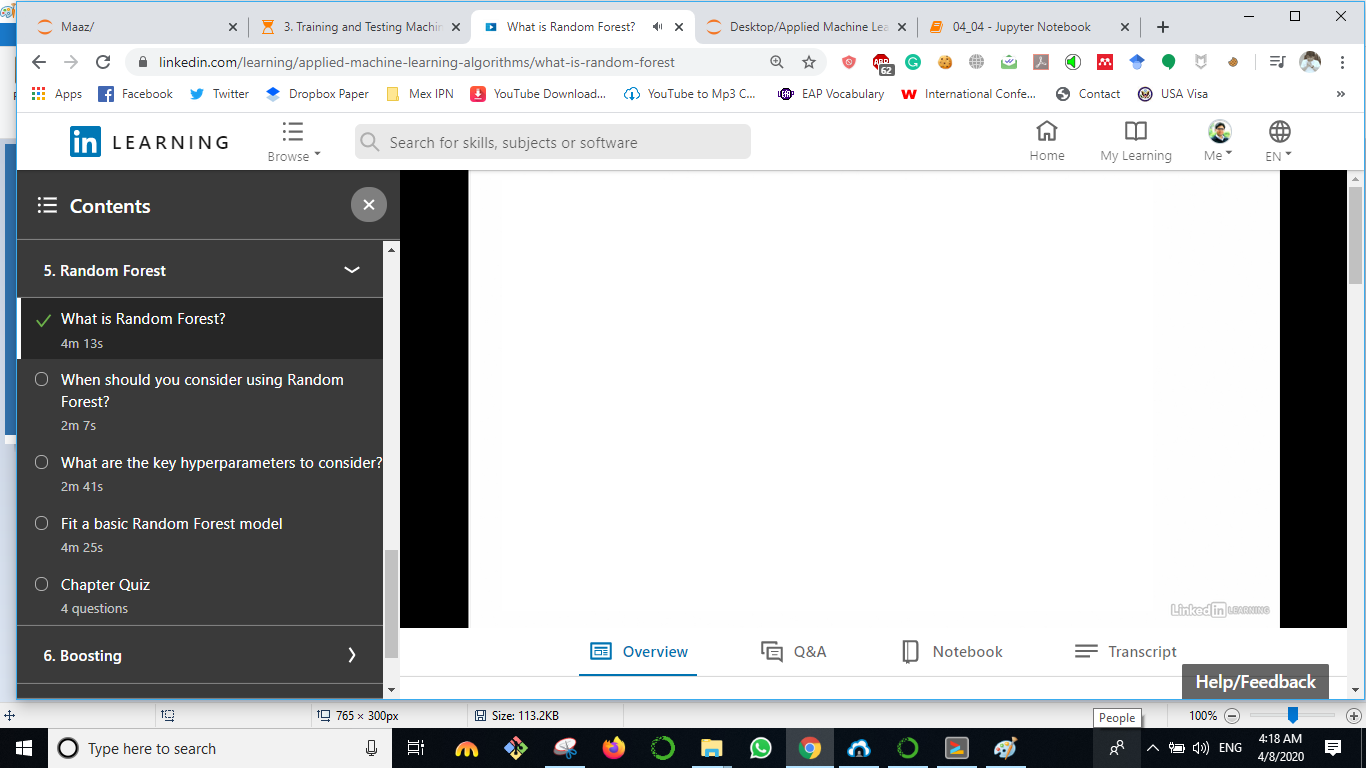 Maaz/
3. Training and Testing Machin
What is Random Forest?
Desktop/Applied Machine Lea
04_04 - Jupyter Notebook
linkedin.com/learning/applied-machine-learning-algorithms/what-is-random-forest
ABP
62
Apps
Facebook
Twitter
Dropbox Paper
Mex IPN
YouTube Download...
YouTube to Mp3 C...
EAP Vocabulary
International Confe...
Contact
USA Visa
»
in LEARNING
Browse
Search for skills, subjects or software
Home
My Learning
Me
EN
Contents
5. Random Forest
What is Random Forest?
4m 13s
When should you consider using Random
Forest?
2m 7s
What are the key hyperparameters to consider?
2m 41s
Fit a basic Random Forest model
4m 25s
Chapter Quiz
4 questions
6. Boosting
Linked in LEARNING
Overview
Q&A
Notebook
Transcript
Help/Feedback
765 × 300px
Size: 113.2KB
People
100%
Type here to search
ENG
4:18 AM
4/8/2020